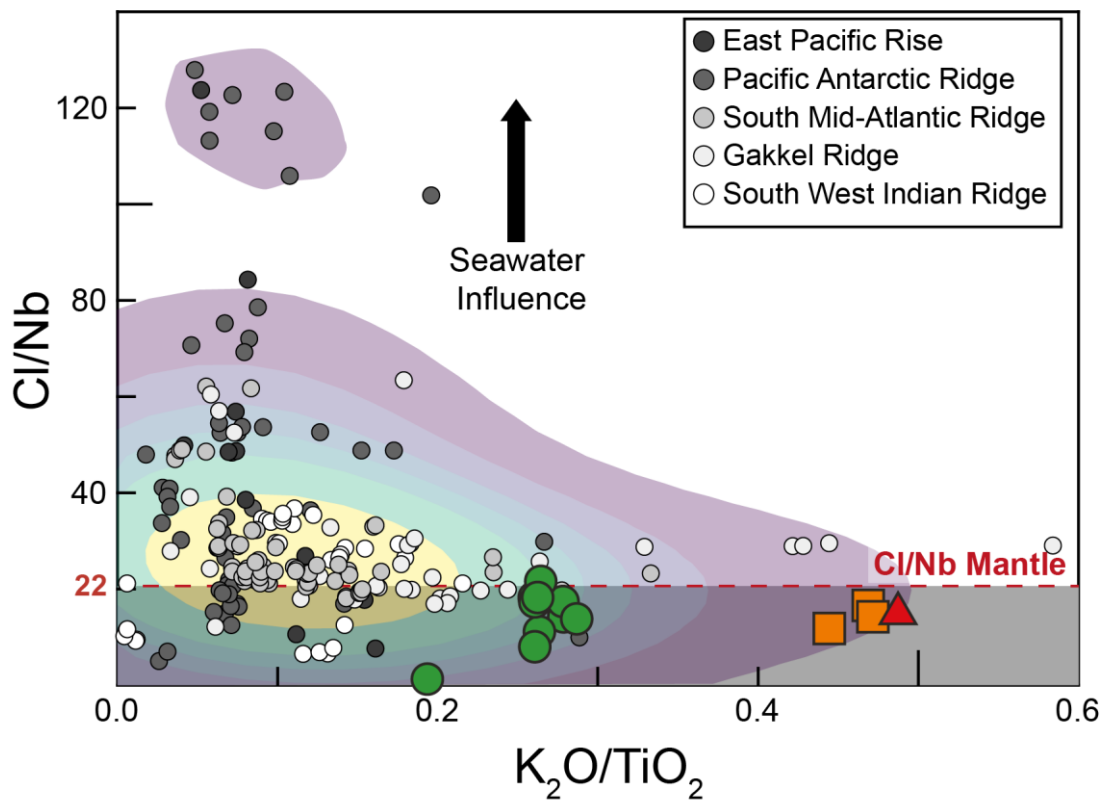 East Pacific Rise
Pacific Antarctic Ridge
South Mid-Atlantic Ridge
Gakkel Ridge
South West Indian Ridge
120
80
40
22
Cl/Nb
Seawater
Influence
Cl/Nb Mantle
0.0
0.2
0.4
0.6
K₂O/TiO₂